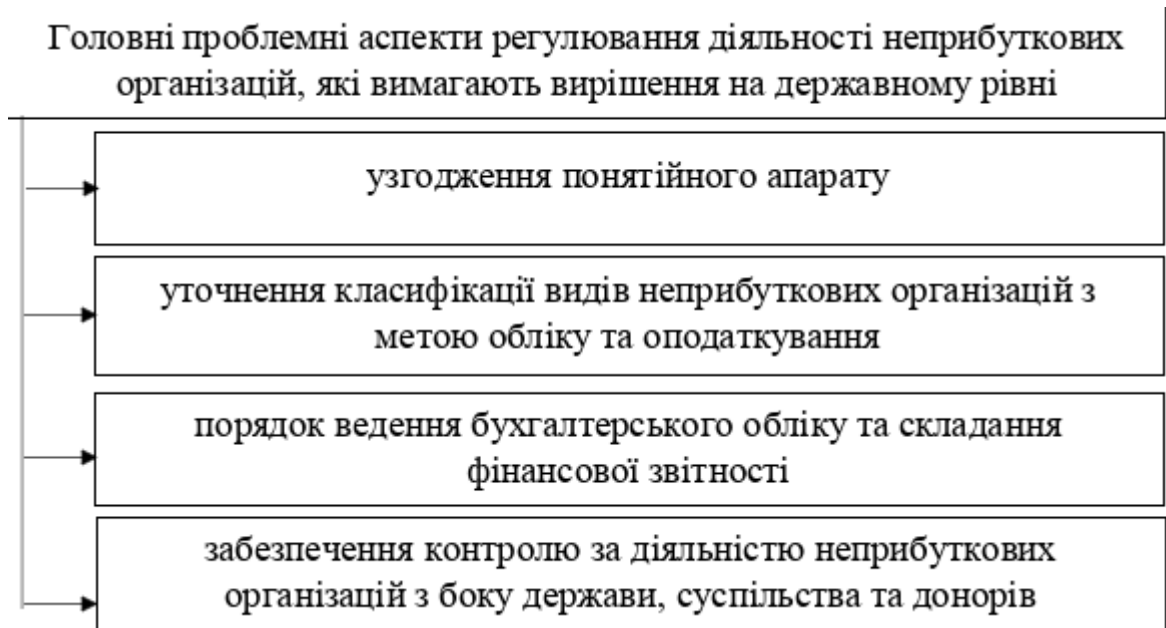 Головні проблемні аспекти регулювання діяльності неприбуткових
організацій, які вимагають вирішення на державному рівні
узгодження понятійного апарату
уточнення класифікації видів неприбуткових організацій з
метою обліку та оподаткування
порядок ведення бухгалтерського обліку та складання
фінансової звітності
забезпечення контролю за діяльністю неприбуткових
організацій з боку держави, суспільства та донорів